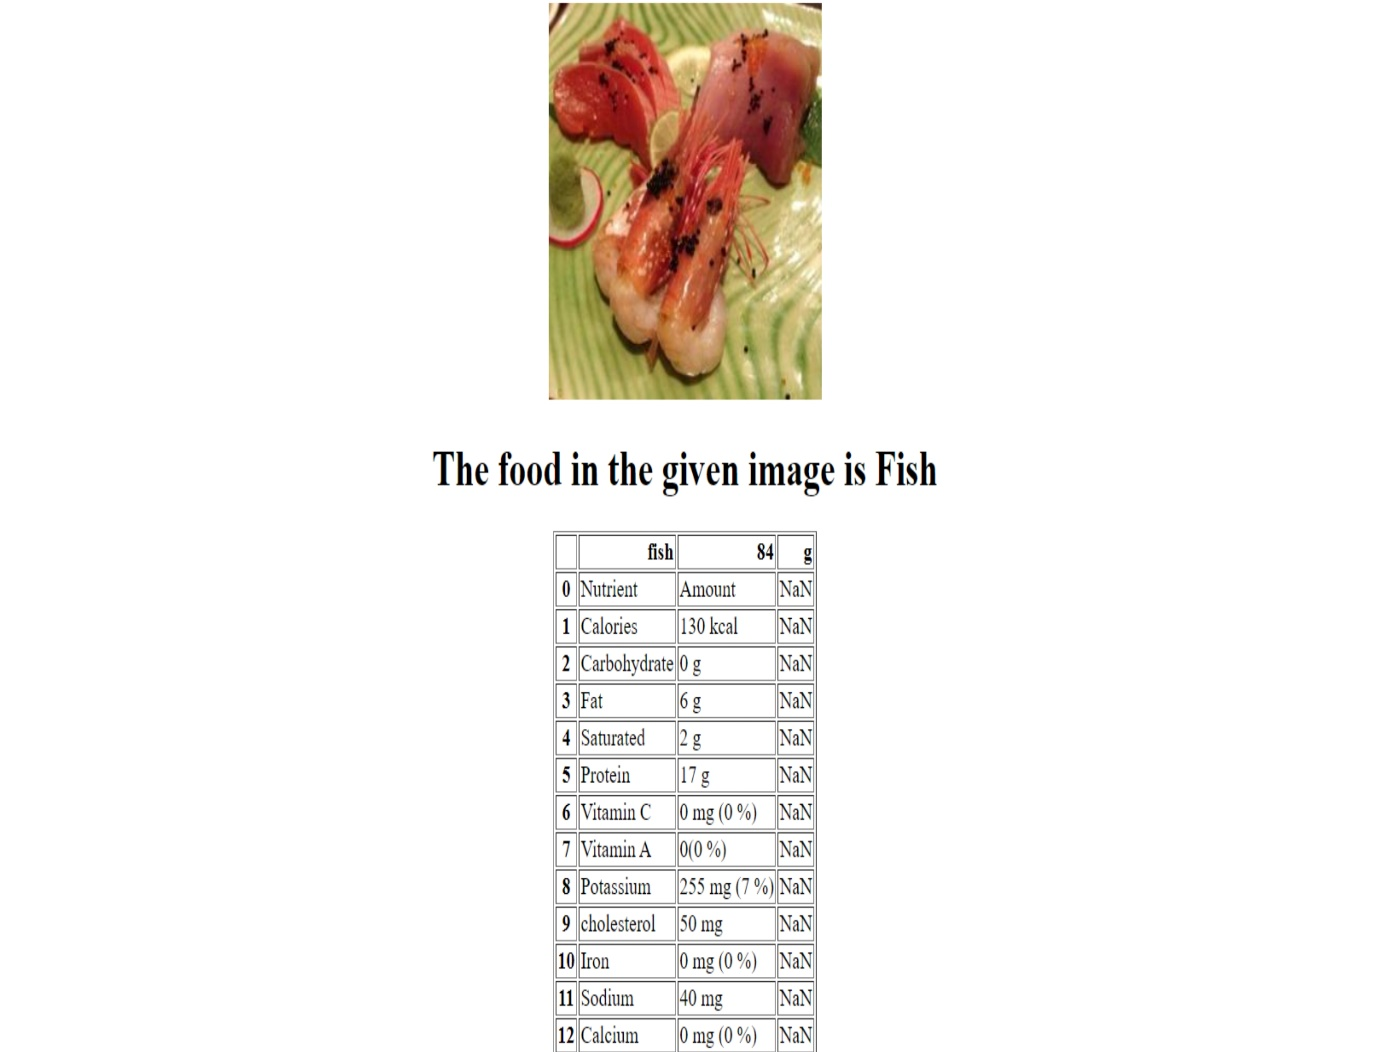 The food in the given image is Fish
fish 84 g
0 Nutrient Amount NaN
1 Calories 130 kcal NaN
2 Carbohydrate 0 g NaN
3 Fat 6 g NaN
4 Saturated 2 g NaN
5 Protein 17 g NaN
6 Vitamin C 0 mg (0 %) NaN
7 Vitamin A 0(0 %) NaN
8 Potassium 255 mg (7 %) NaN
9 cholesterol 50 mg NaN
10 Iron 0 mg (0 %) NaN
11 Sodium 40 mg NaN
12 Calcium 0 mg (0 %) NaN